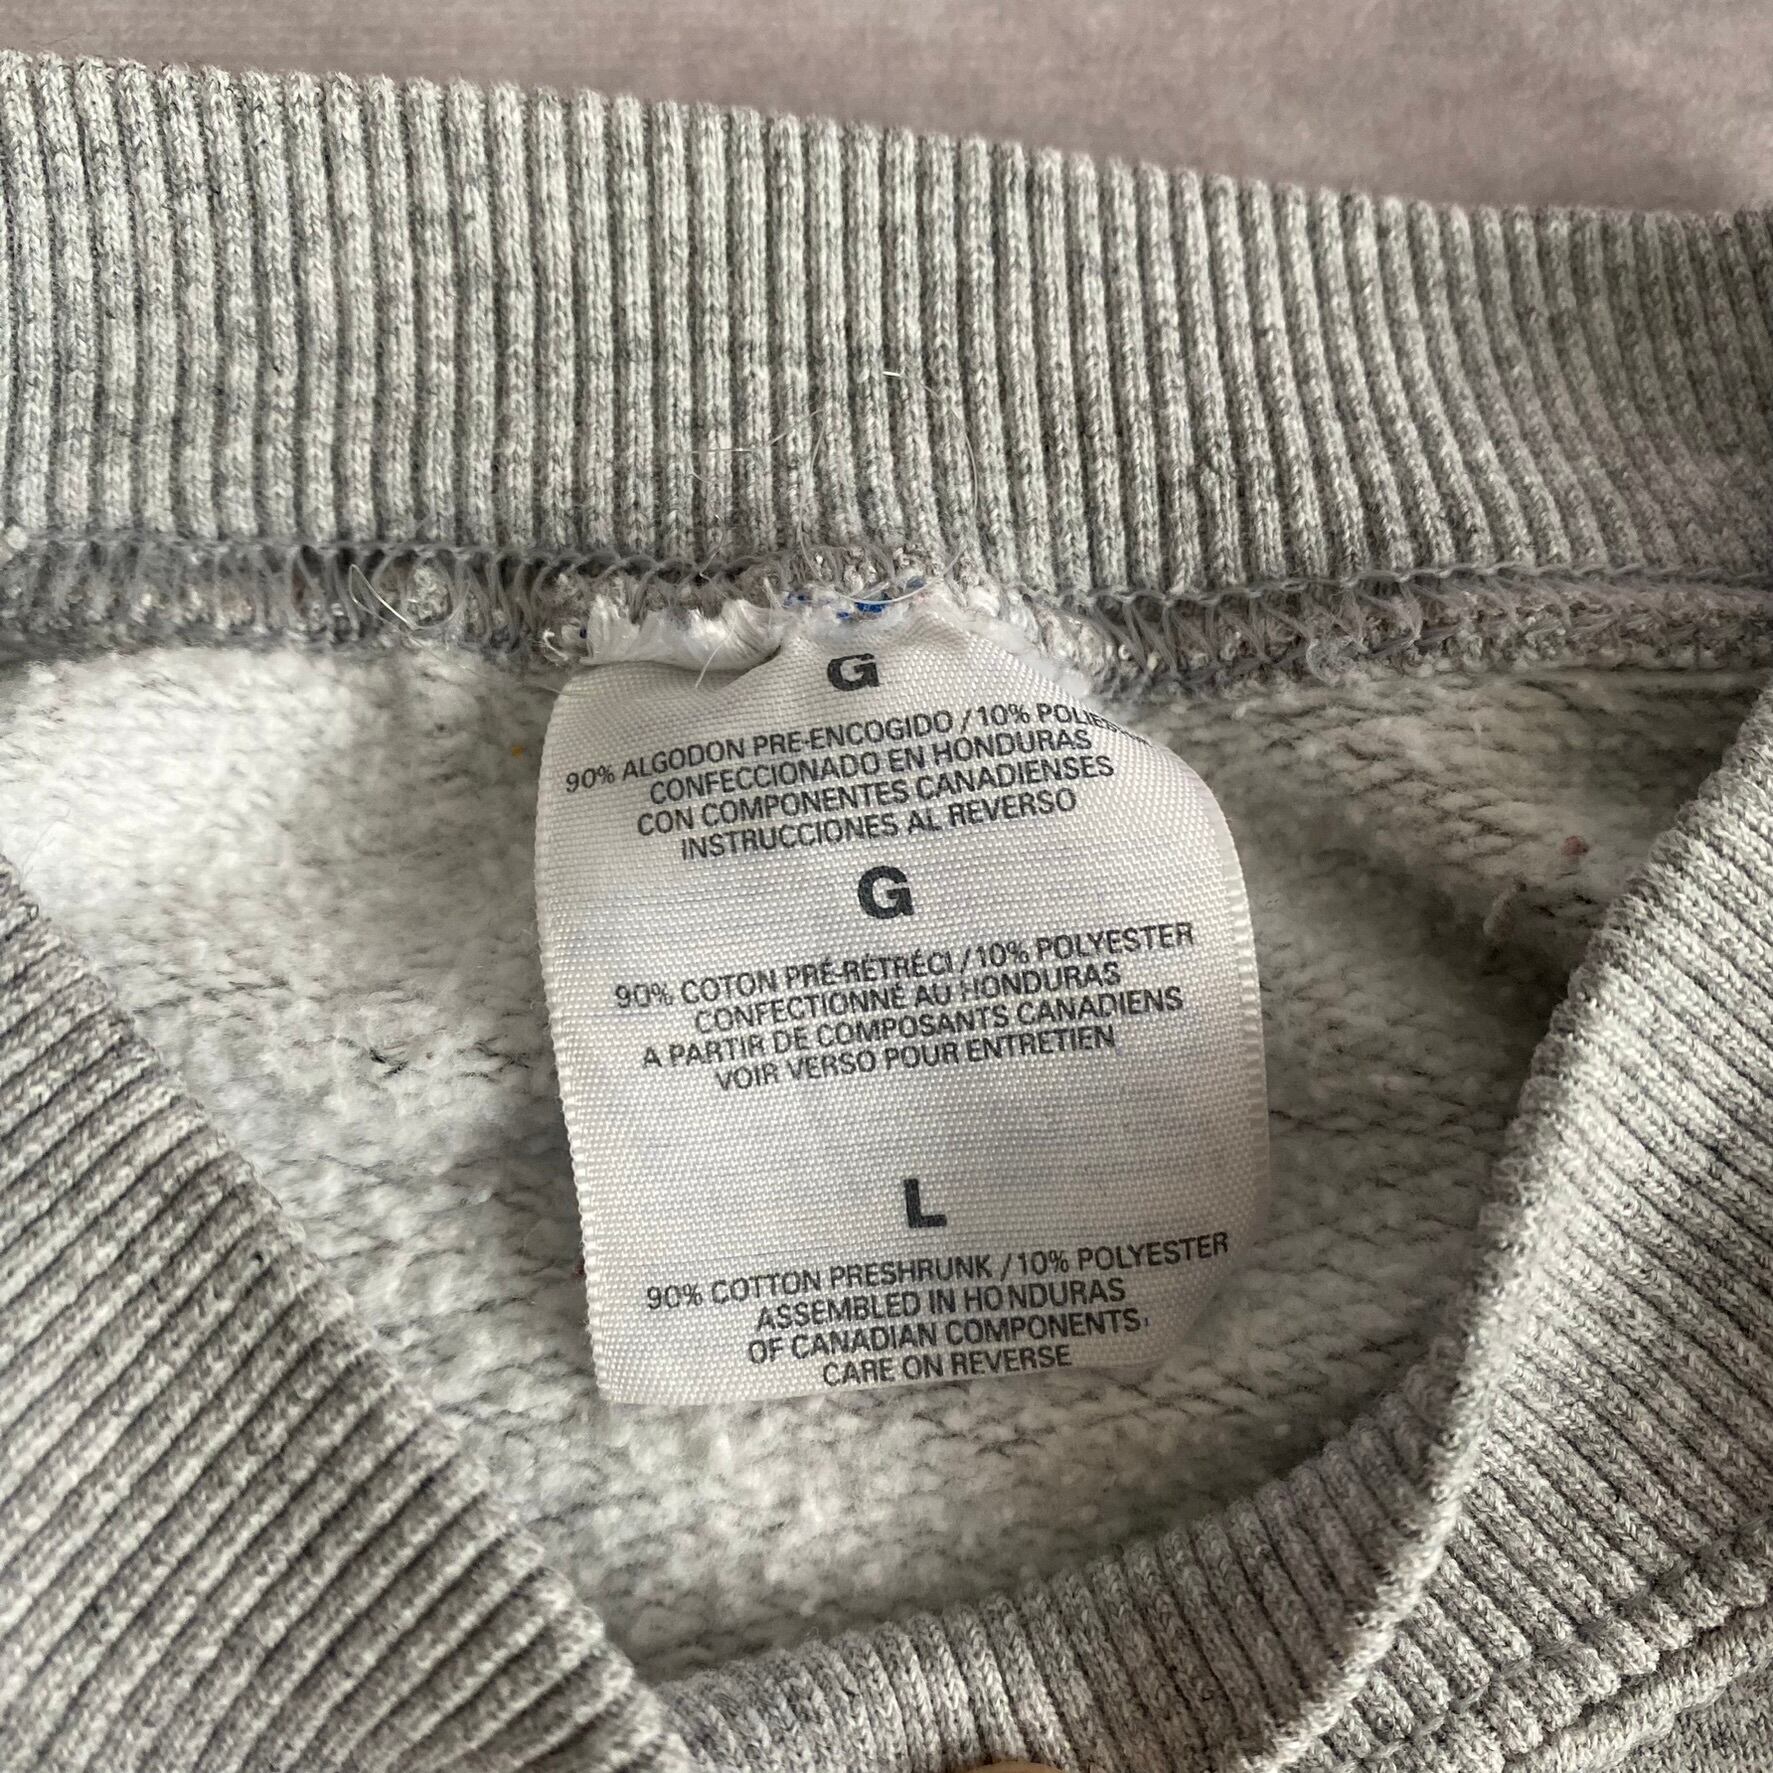 G
90% ALGODON PRE-ENCOGIDO / 10%
CONFECCIONADO EN HONDURAS
CON COMPONENTES CANADIENSES
INSTRUCCIONES AL REVERSO
G
90% COTON PRÉ-RÉTRÉCI / 10% POLYESTER
CONFECTIONNÉ AU HONDURAS
A PARTIR DE COMPOSANTS CANADIENS
VOIR VERSO POUR ENTRETIEN
L
90% COTTON PRESHRUNK / 10% POLYESTER
ASSEMBLED IN HONDURAS
OF CANADIAN COMPONENTS.
CARE ON REVERSE